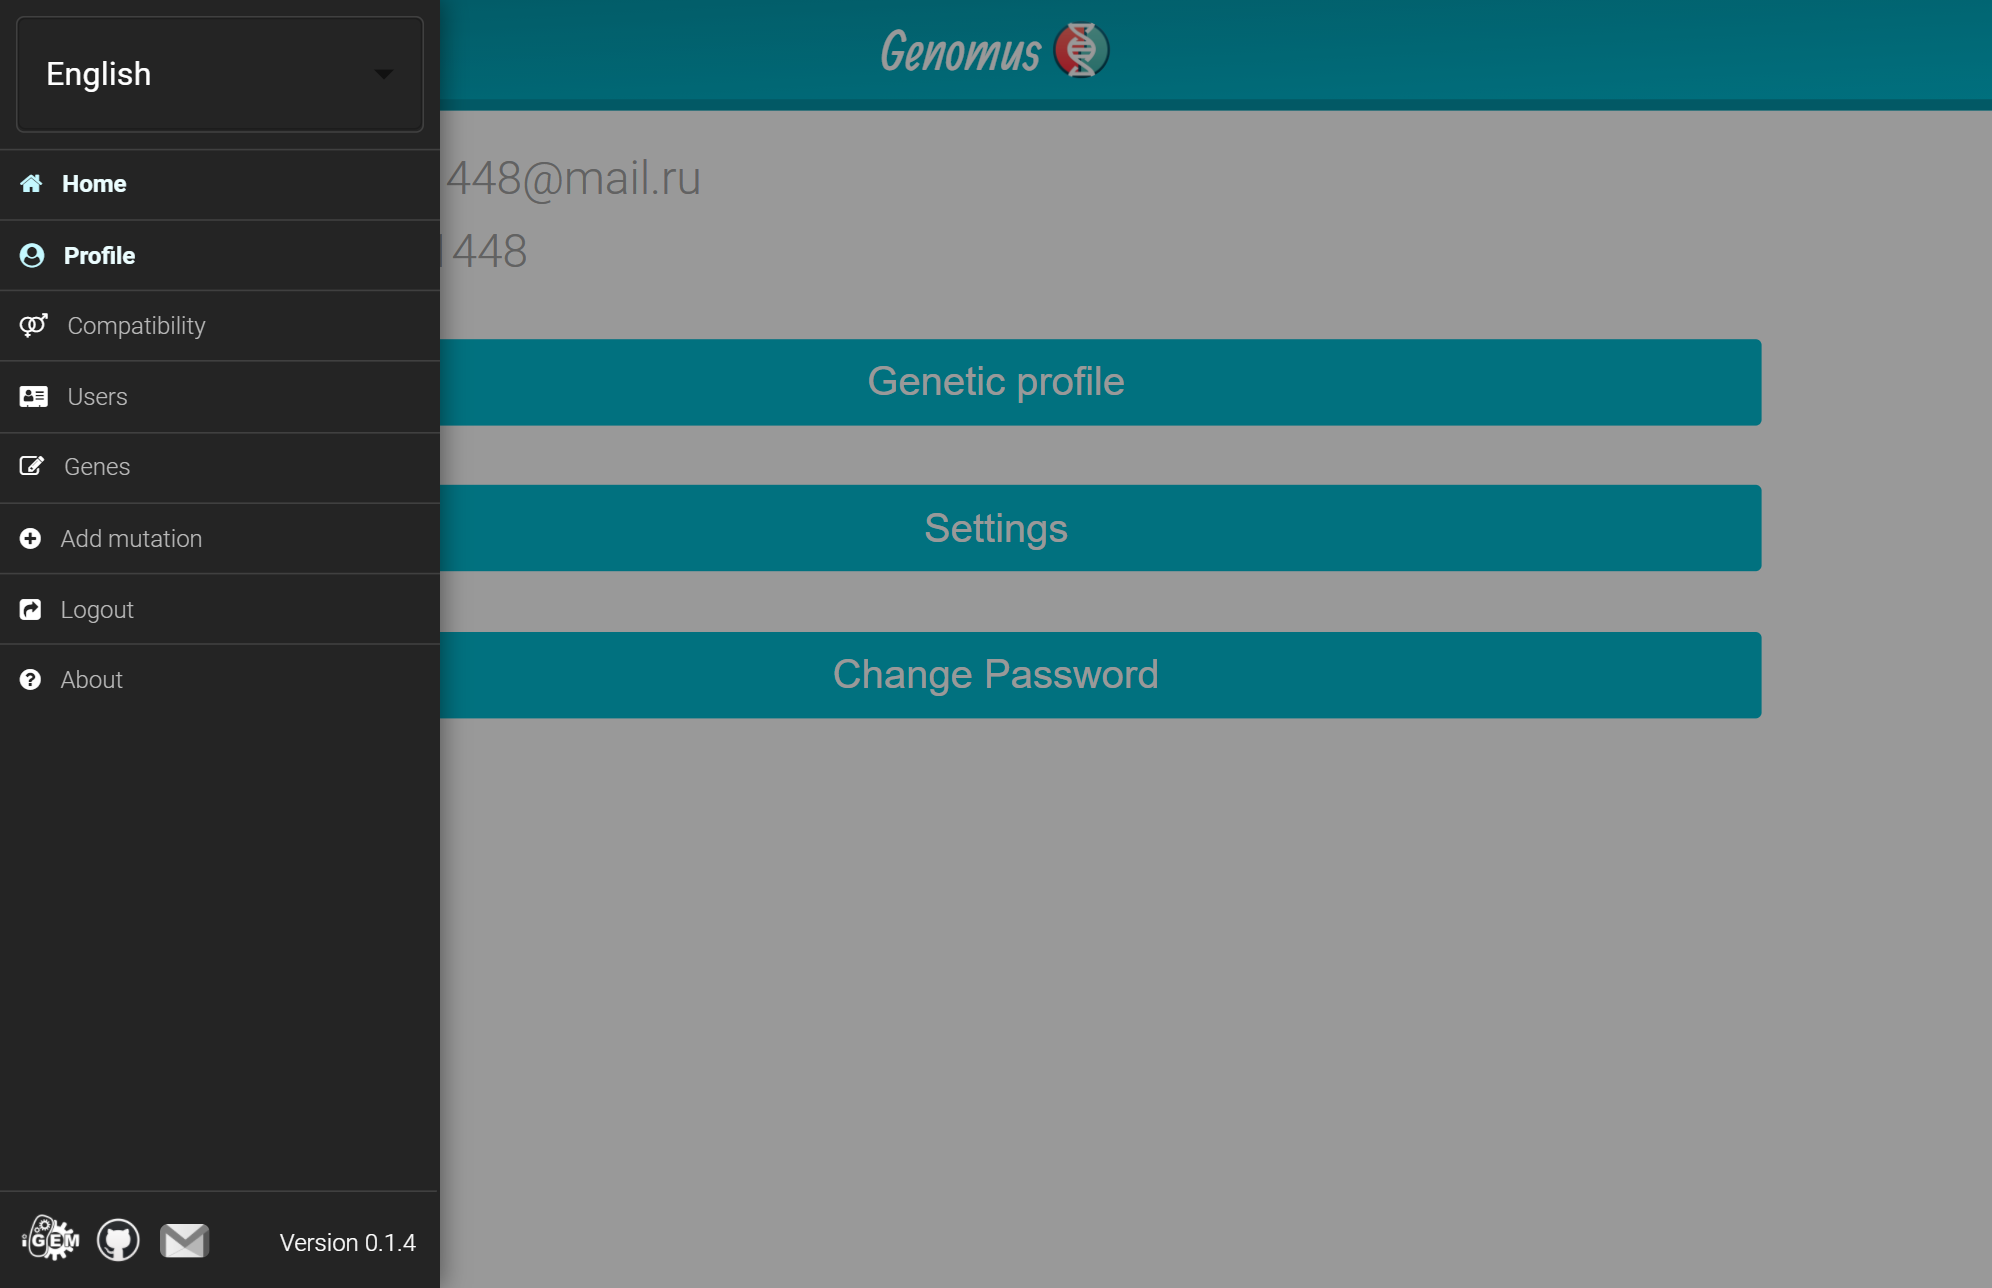 English
Genomus
Home
448@mail.ru
Profile
1448
Compatibility
Users
Genetic profile
Genes
Add mutation
Settings
Logout
About
Change Password
iGEM
Version 0.1.4